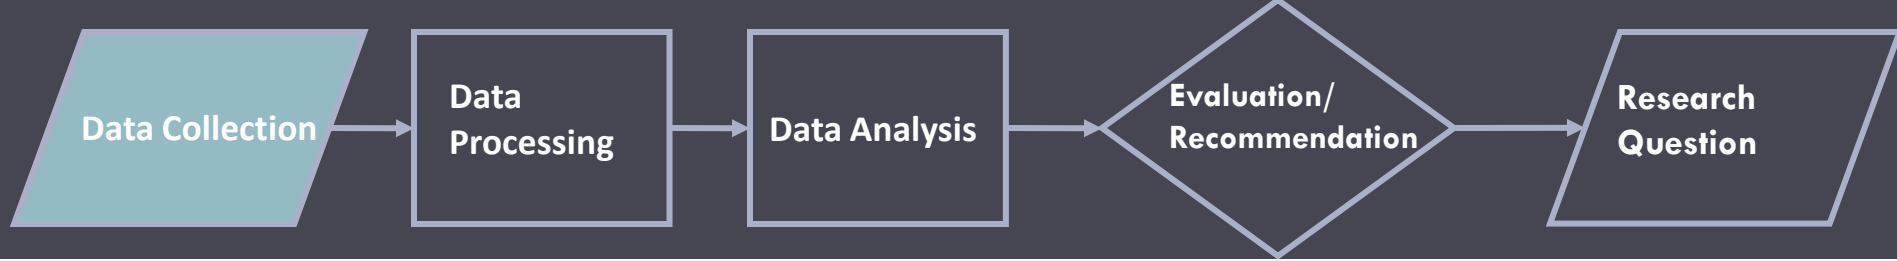 Data Collection
Data
Processing
Data Analysis
Evaluation/
Recommendation
Research
Question